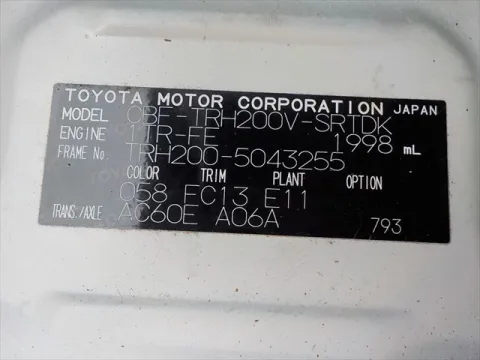 TOYOTA MOTOR CORPORATION JAPAN
MODEL CBF-TRH200V-SRTDK
ENGINE 1TR-FE 1998 mL
FRAME No. TRH200-5043255
COLOR TRIM PLANT OPTION
058 FC13 E11
TRANS./AXLE AC60E A06A 793